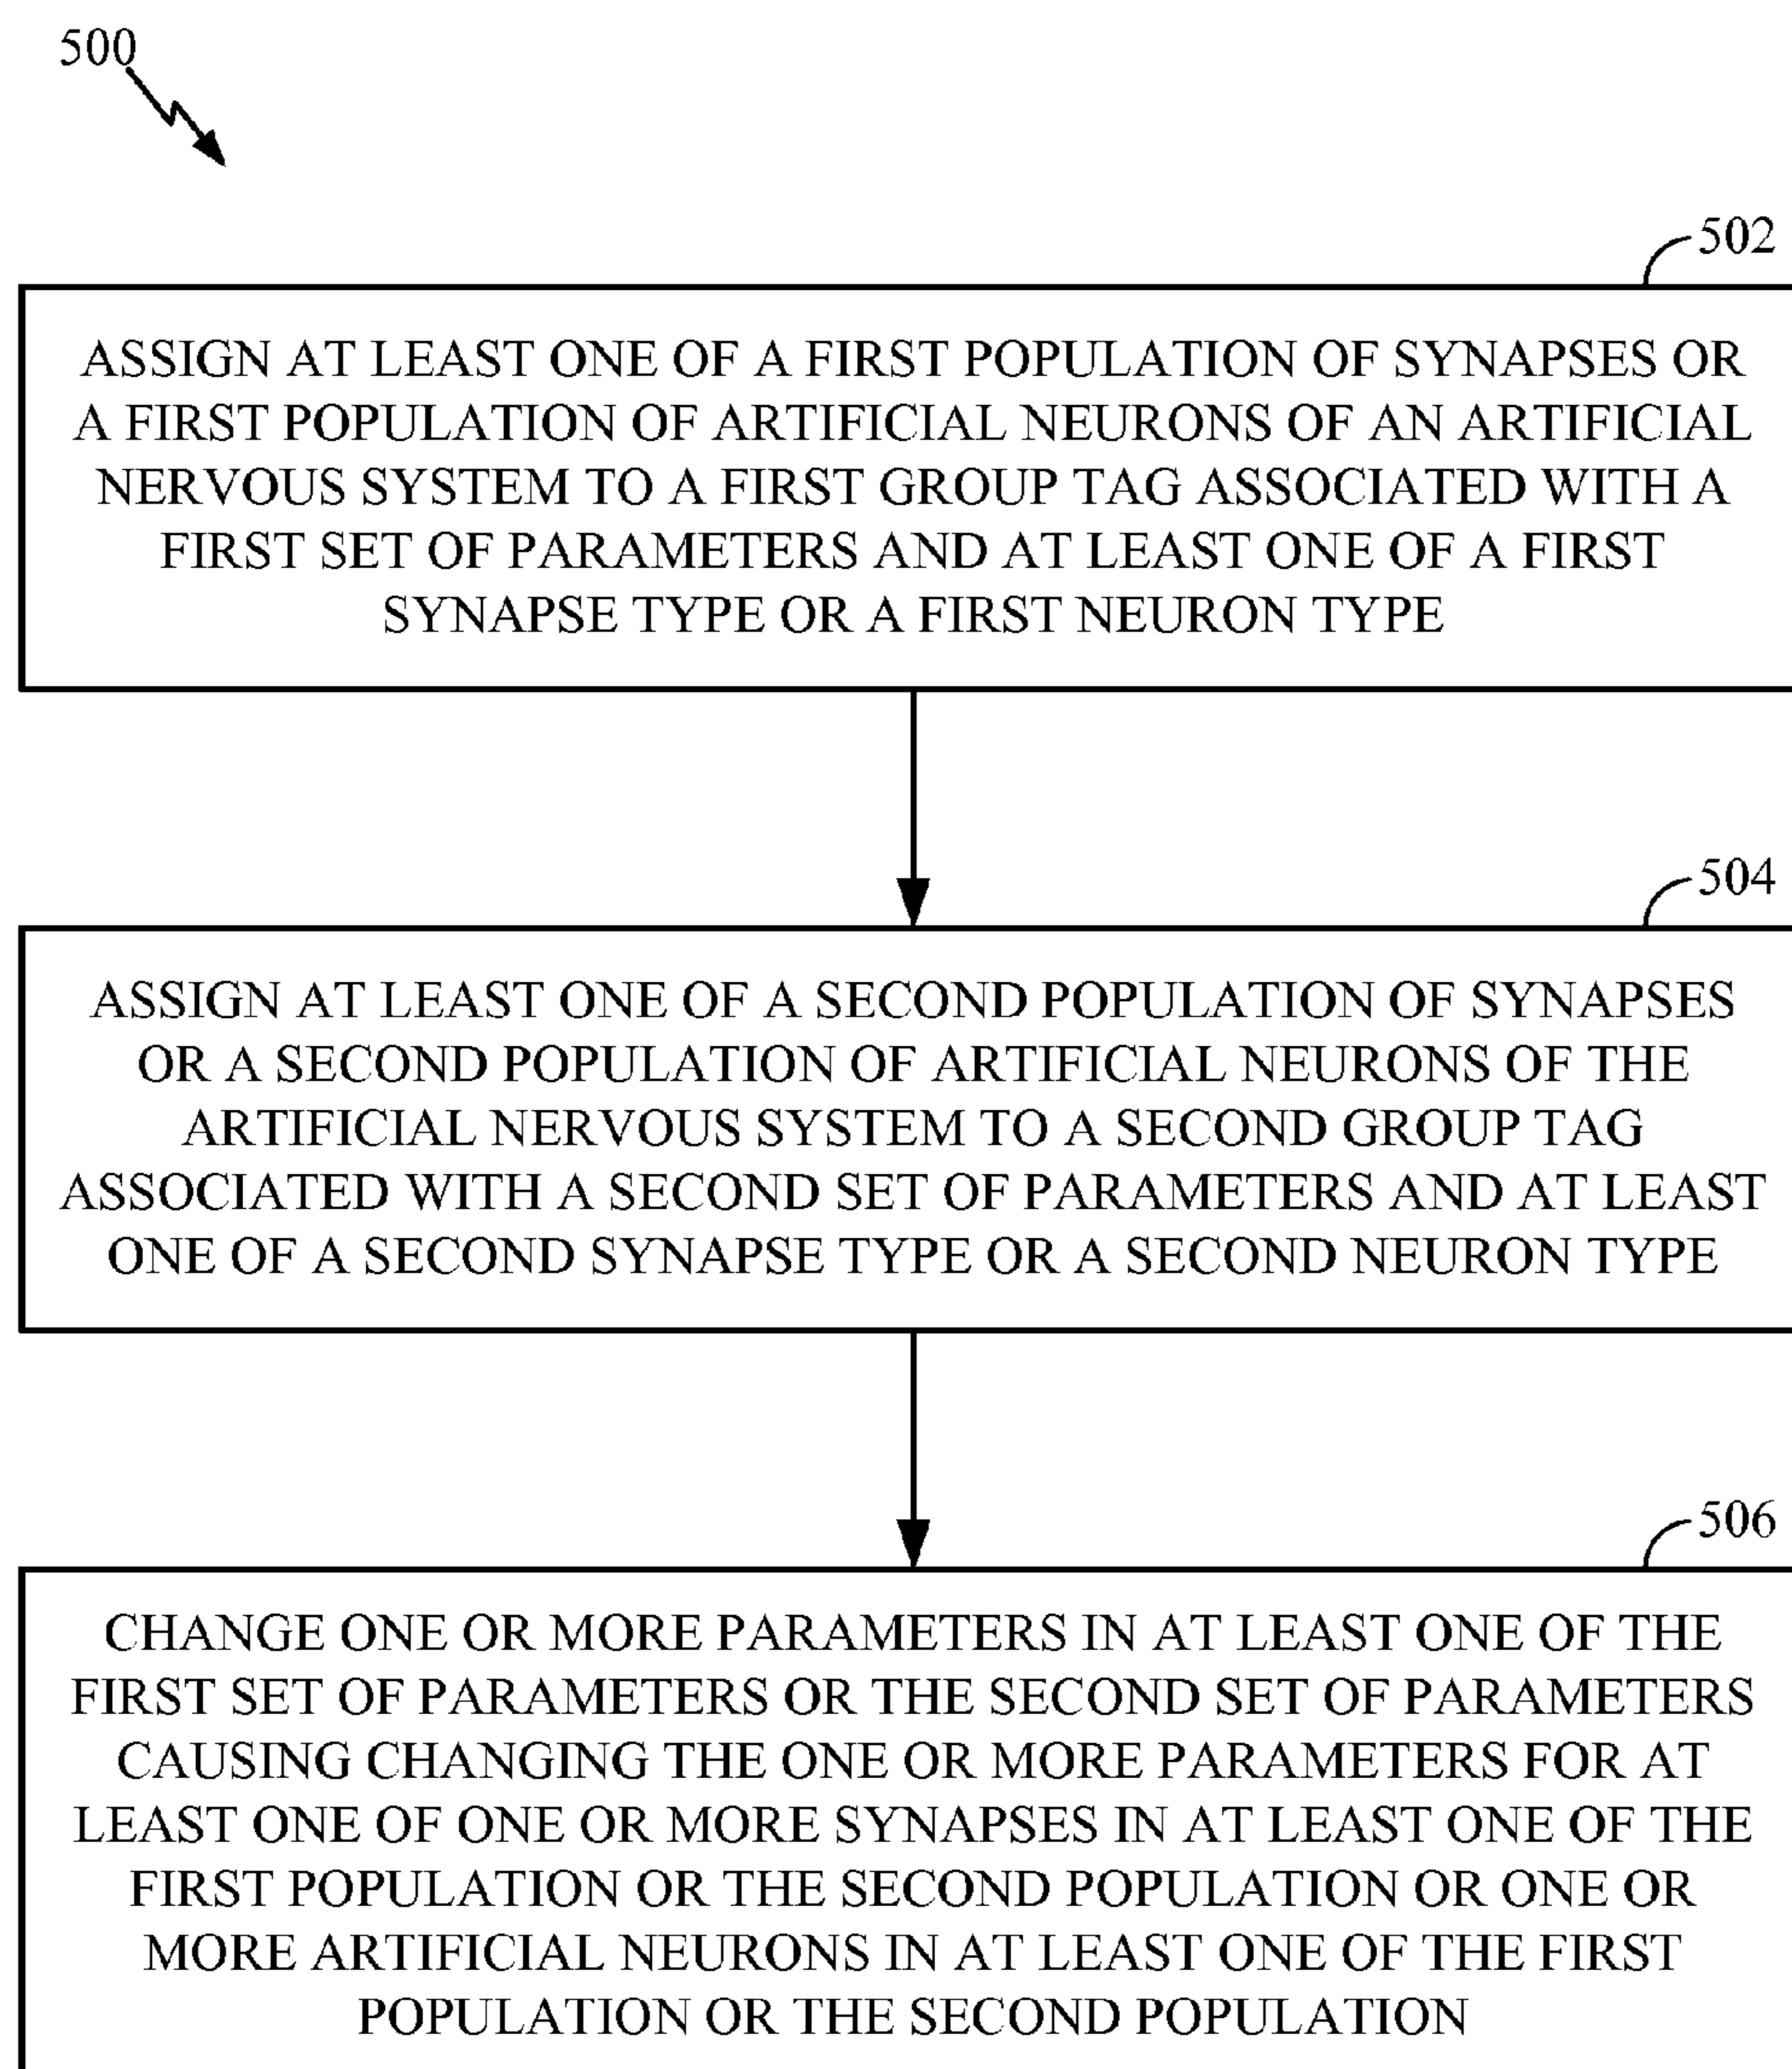 500
502
ASSIGN AT LEAST ONE OF A FIRST POPULATION OF SYNAPSES OR
A FIRST POPULATION OF ARTIFICIAL NEURONS OF AN ARTIFICIAL
NERVOUS SYSTEM TO A FIRST GROUP TAG ASSOCIATED WITH A
FIRST SET OF PARAMETERS AND AT LEAST ONE OF A FIRST
SYNAPSE TYPE OR A FIRST NEURON TYPE
504
ASSIGN AT LEAST ONE OF A SECOND POPULATION OF SYNAPSES
OR A SECOND POPULATION OF ARTIFICIAL NEURONS OF THE
ARTIFICIAL NERVOUS SYSTEM TO A SECOND GROUP TAG
ASSOCIATED WITH A SECOND SET OF PARAMETERS AND AT LEAST
ONE OF A SECOND SYNAPSE TYPE OR A SECOND NEURON TYPE
506
CHANGE ONE OR MORE PARAMETERS IN AT LEAST ONE OF THE
FIRST SET OF PARAMETERS OR THE SECOND SET OF PARAMETERS
CAUSING CHANGING THE ONE OR MORE PARAMETERS FOR AT
LEAST ONE OF ONE OR MORE SYNAPSES IN AT LEAST ONE OF THE
FIRST POPULATION OR THE SECOND POPULATION OR ONE OR
MORE ARTIFICIAL NEURONS IN AT LEAST ONE OF THE FIRST
POPULATION OR THE SECOND POPULATION